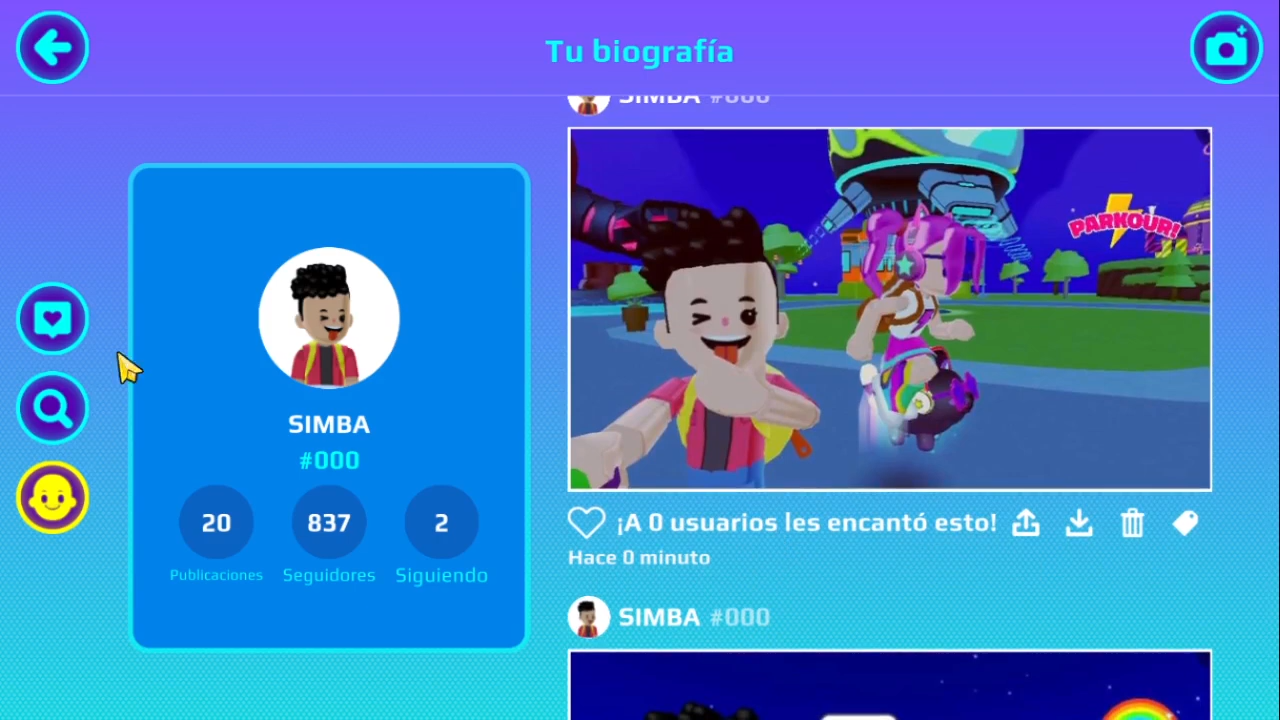 Tu biografía
SIMBA #000
PARKOUR!
SIMBA
#000
20
837
2
Publicaciones
Seguidores
Siguiendo
¡A 0 usuarios les encantó esto!
Hace 0 minuto
SIMBA #000